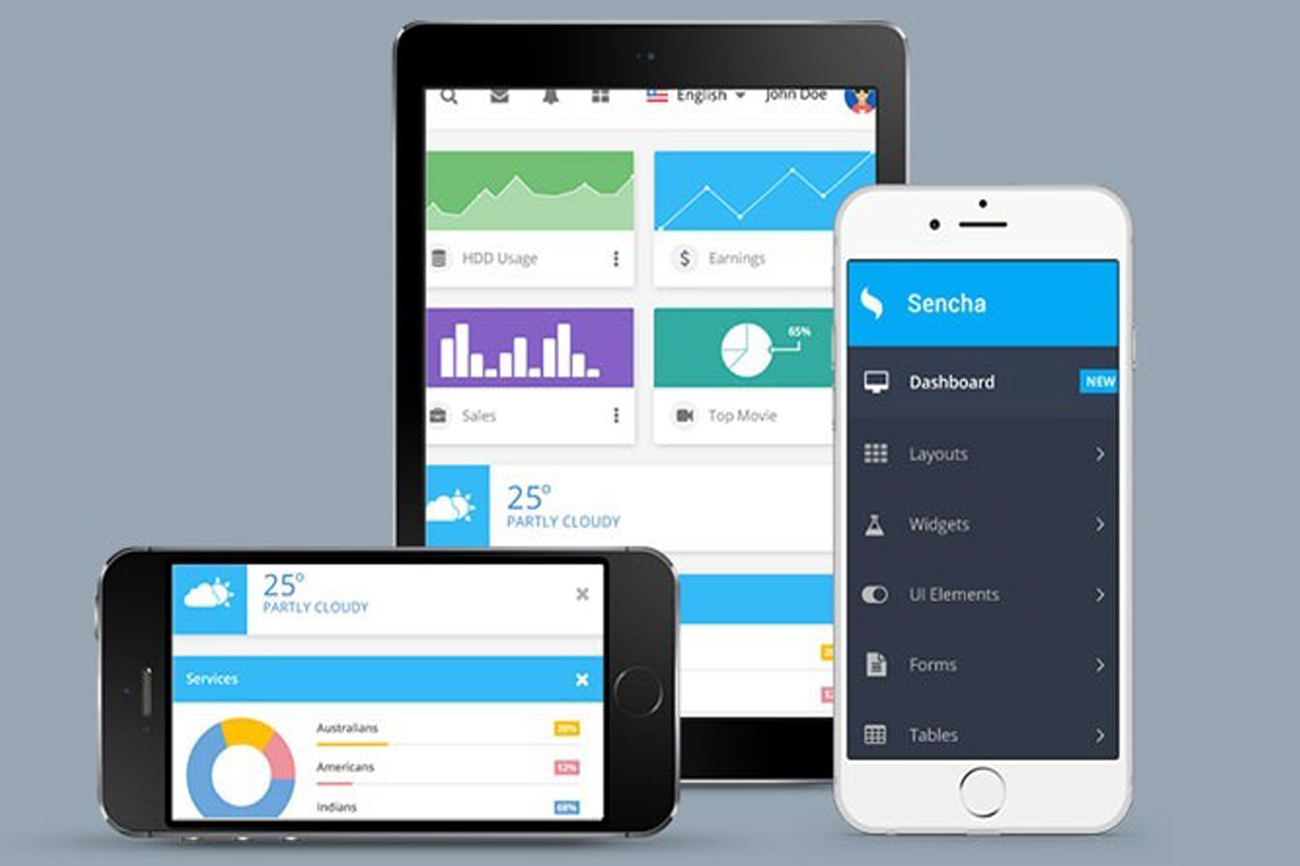 English
John Doe
HDD Usage
$ Earnings
65%
Sales
Top Movie
25°
PARTLY CLOUDY
25°
PARTLY CLOUDY
Services
Australians
20%
Americans
12%
Indians
68%
Sencha
Dashboard NEW
Layouts
Widgets
UI Elements
Forms
Tables